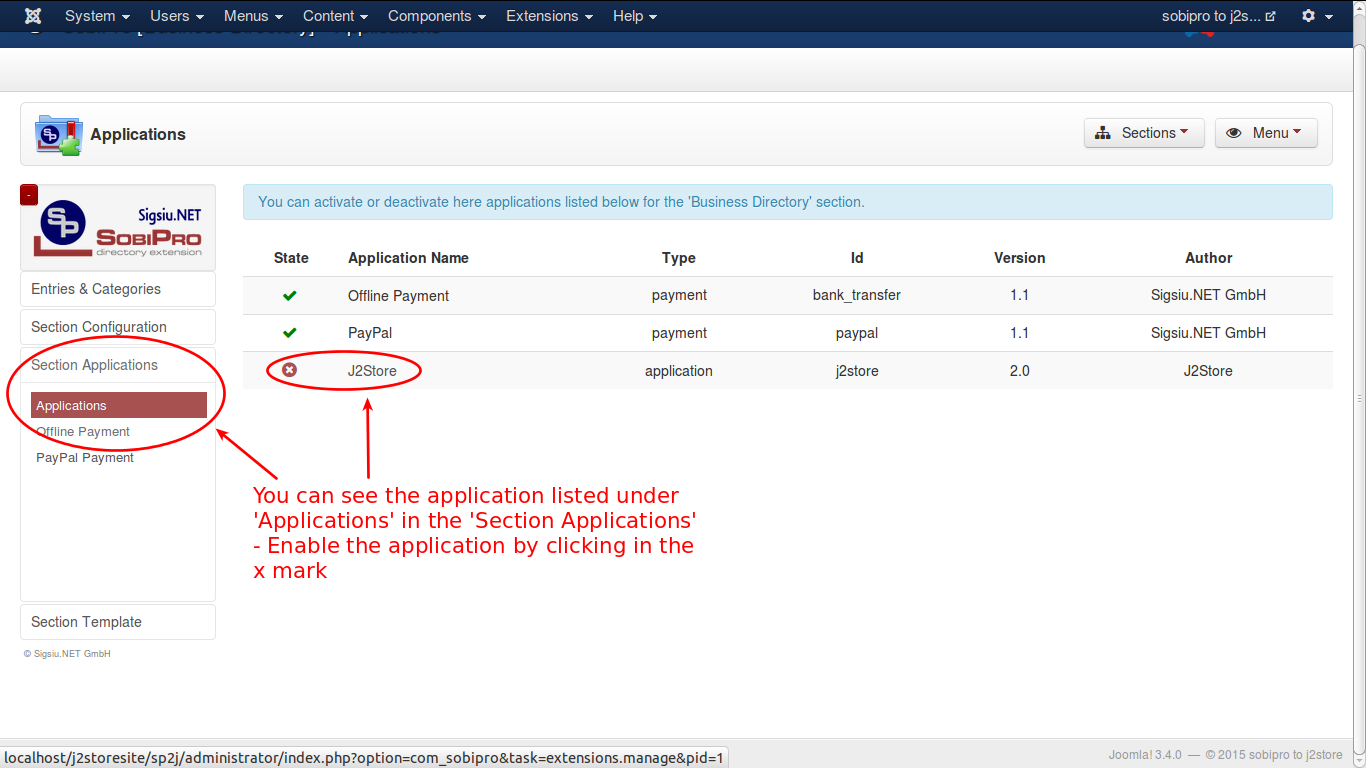 System Users Menus Content Components Extensions Help sobipro to j2s...
Applications
Sections Menu
-
SP
Sigsiu.NET
SOBIPRO
directory extension
You can activate or deactivate here applications listed below for the 'Business Directory' section.
State Application Name Type Id Version Author
Offline Payment payment bank_transfer 1.1 Sigsiu.NET GmbH
PayPal payment paypal 1.1 Sigsiu.NET GmbH
J2Store application j2store 2.0 J2Store
Entries & Categories
Section Configuration
Section Applications
Applications
Offline Payment
PayPal Payment
You can see the application listed under
'Applications' in the 'Section Applications'
- Enable the application by clicking in the
x mark
Section Template
© Sigsiu.NET GmbH
Joomla! 3.4.0 — © 2015 sobipro to j2store
localhost/j2storesite/sp2j/administrator/index.php?option=com_sobipro&task=extensions.manage&pid=1